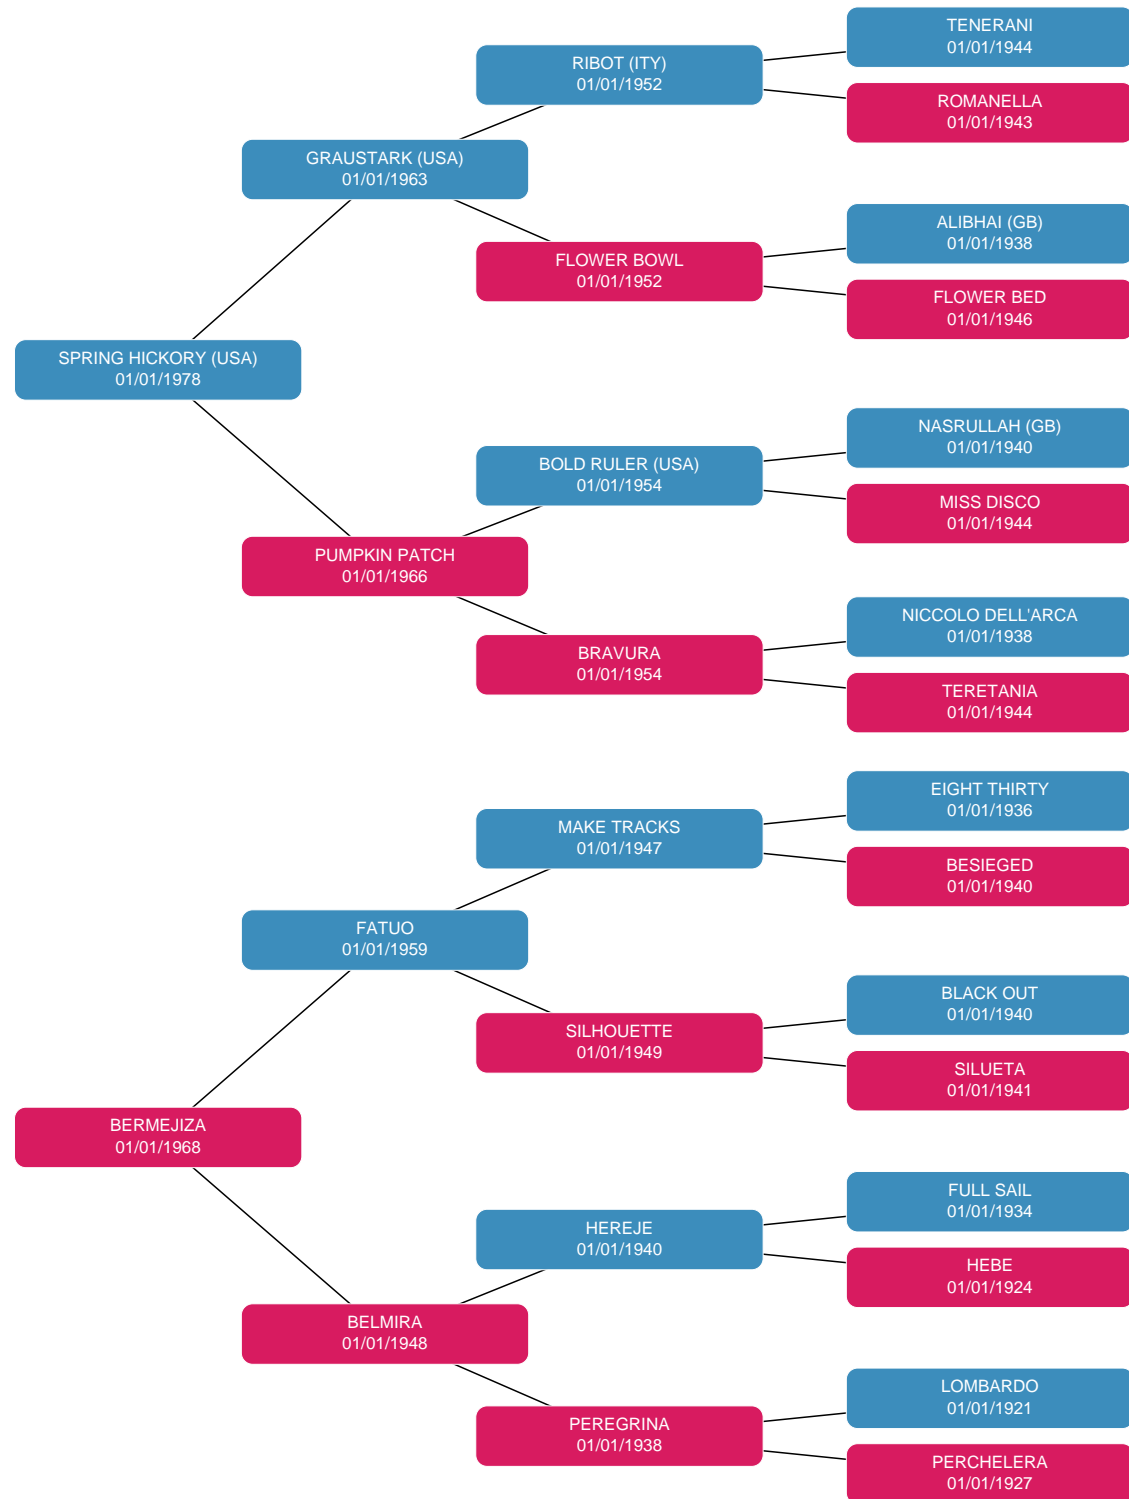 TENERANI
01/01/1944
RIBOT (ITY)
01/01/1952
ROMANELLA
01/01/1943
GRAUSTARK (USA)
01/01/1963
ALIBHAI (GB)
01/01/1938
FLOWER BOWL
01/01/1952
FLOWER BED
01/01/1946
SPRING HICKORY (USA)
01/01/1978
NASRULLAH (GB)
01/01/1940
BOLD RULER (USA)
01/01/1954
MISS DISCO
01/01/1944
PUMPKIN PATCH
01/01/1966
NICCOLO DELL'ARCA
01/01/1938
BRAVURA
01/01/1954
TERETANIA
01/01/1944
EIGHT THIRTY
01/01/1936
MAKE TRACKS
01/01/1947
BESIEGED
01/01/1940
FATUO
01/01/1959
BLACK OUT
01/01/1940
SILHOUETTE
01/01/1949
SILUETA
01/01/1941
BERMEJIZA
01/01/1968
FULL SAIL
01/01/1934
HEREJE
01/01/1940
HEBE
01/01/1924
BELMIRA
01/01/1948
LOMBARDO
01/01/1921
PEREGRINA
01/01/1938
PERCHELERA
01/01/1927